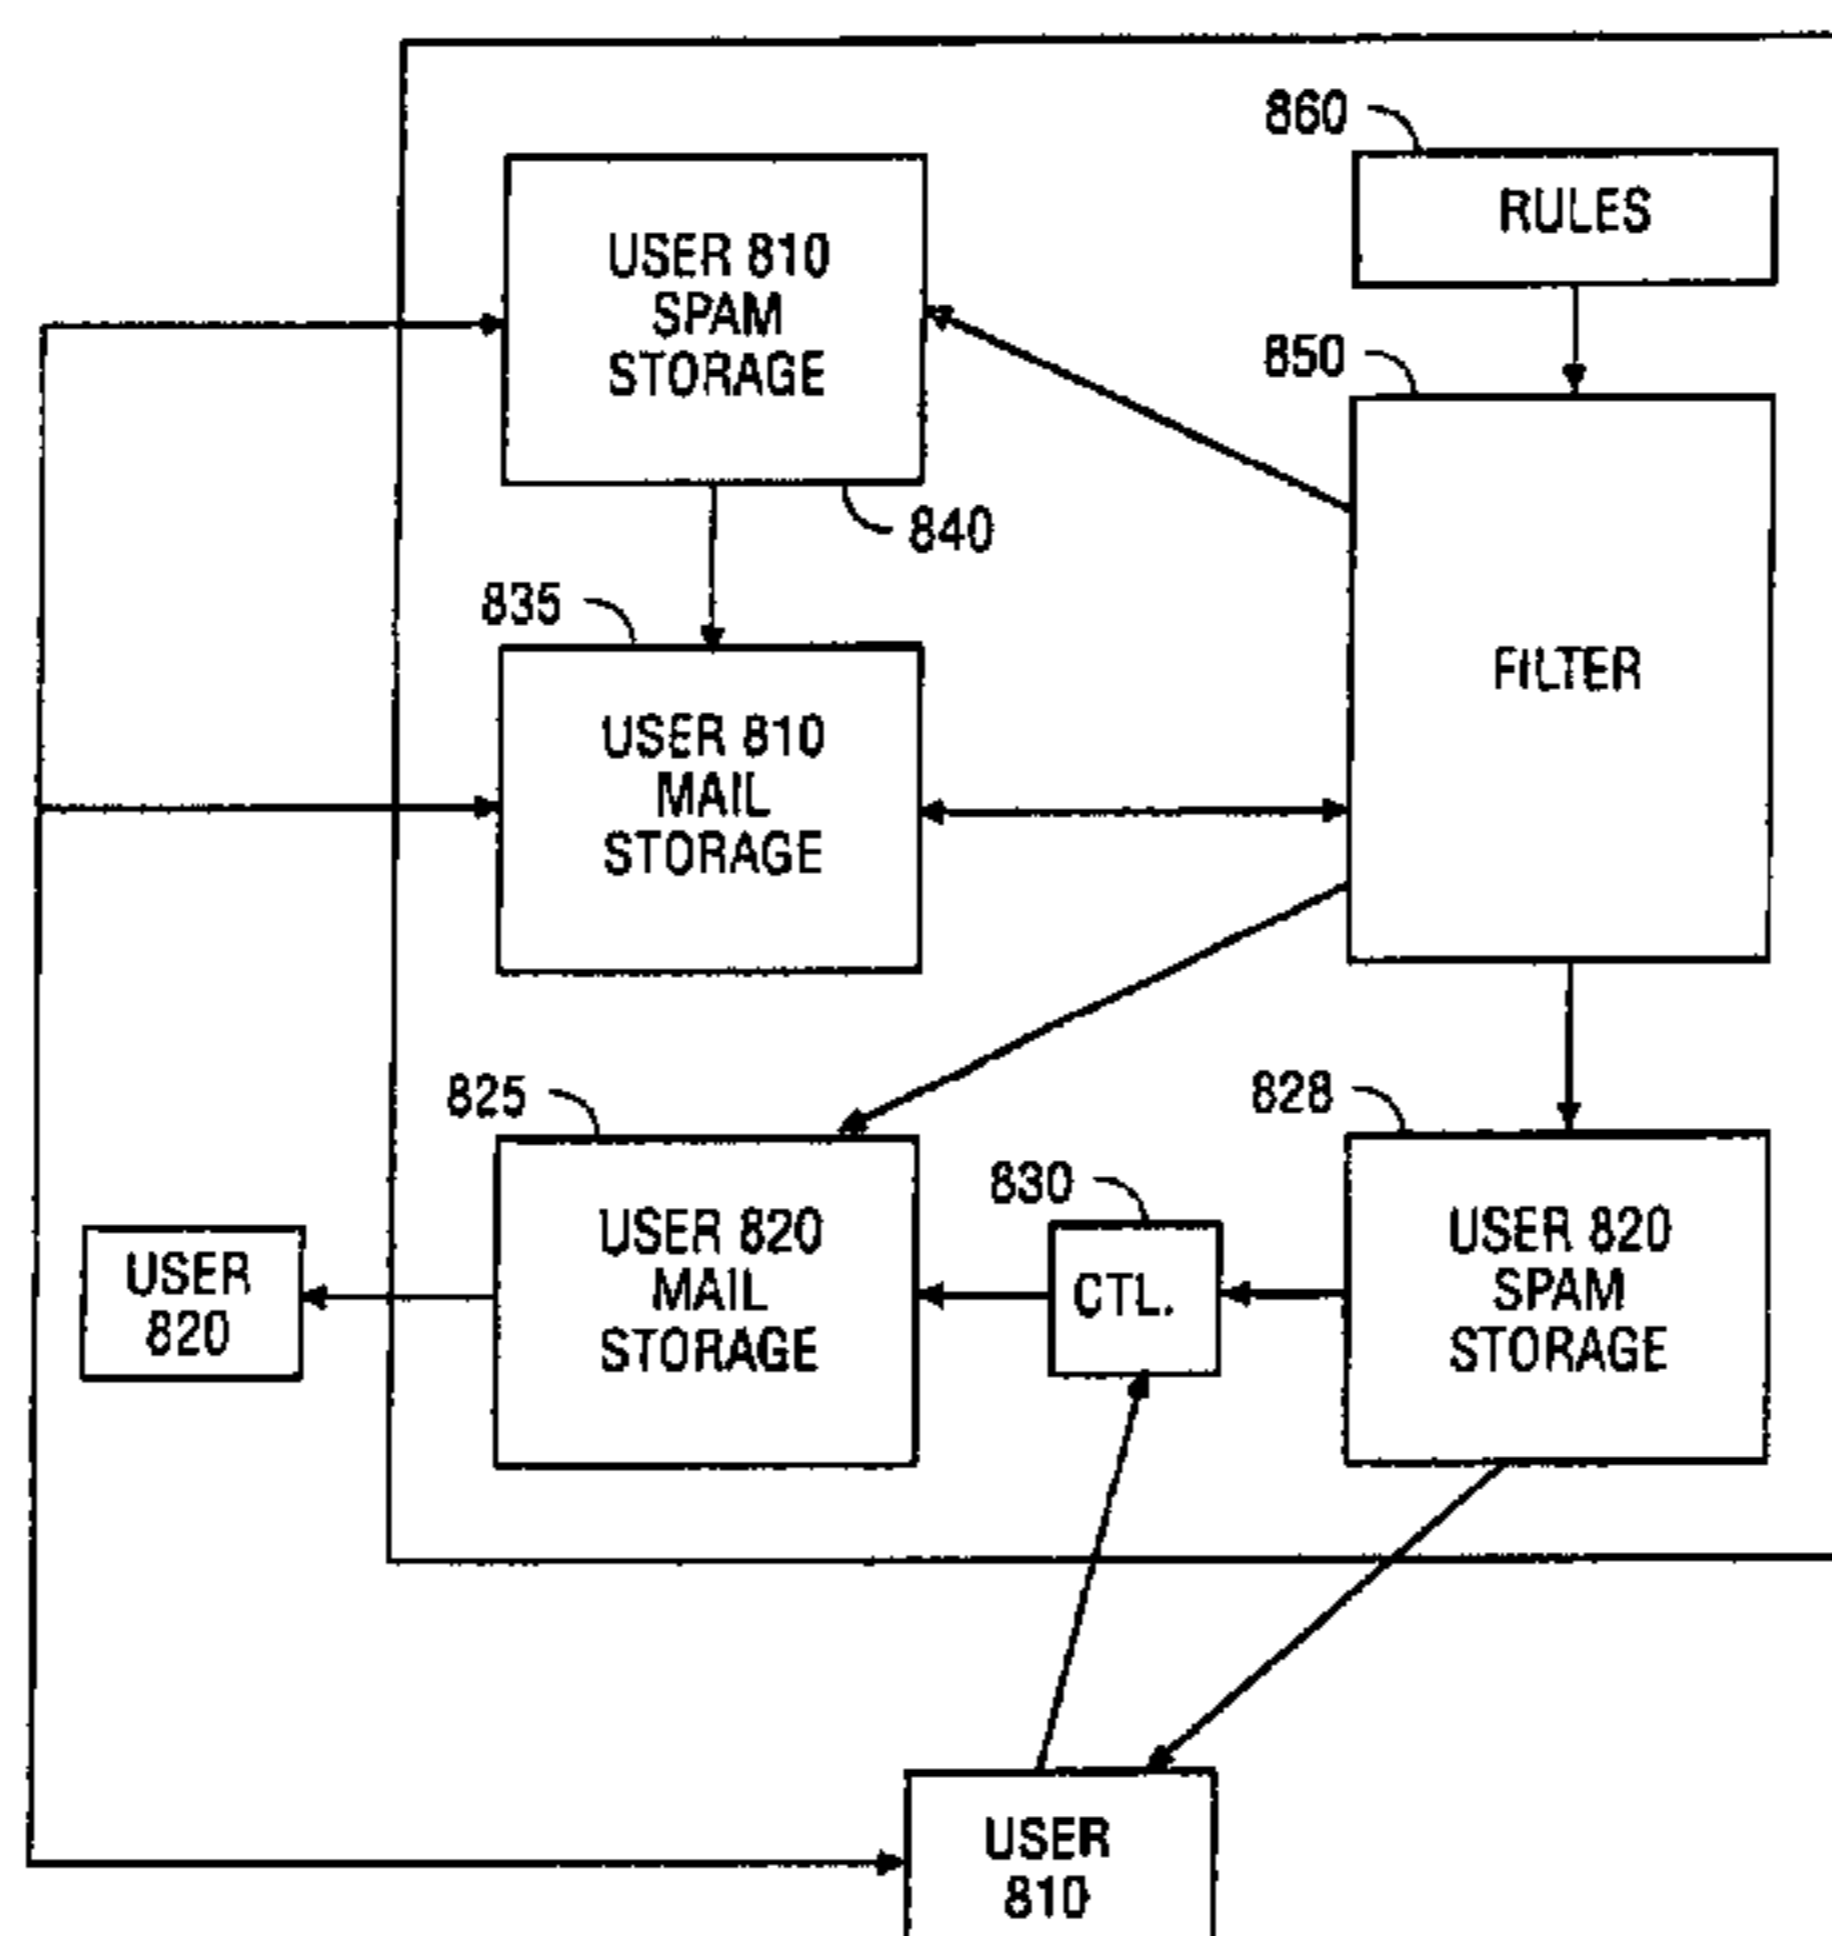 860
RULES
USER 810
SPAM
STORAGE
850
840
835
FILTER
USER 810
MAIL
STORAGE
825
828
830
USER 820
MAIL
STORAGE
CTL.
USER 820
SPAM
STORAGE
USER
820
USER
810